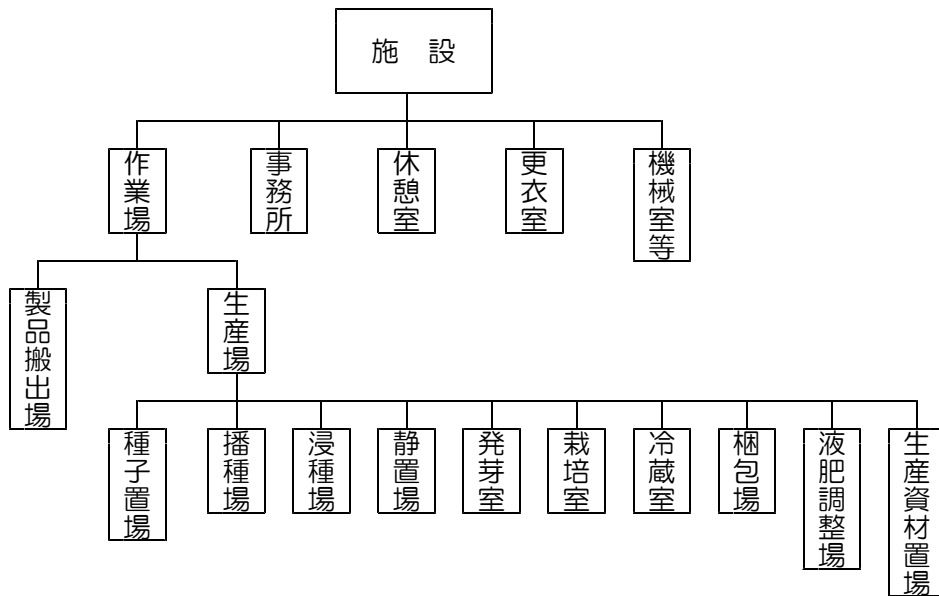 施 設
作業場
事務所
休憩室
更衣室
機械室等
製品搬出場
生産場
種子置場
播種場
浸種場
静置場
発芽室
栽培室
冷蔵室
梱包場
液肥調整場
生産資材置場